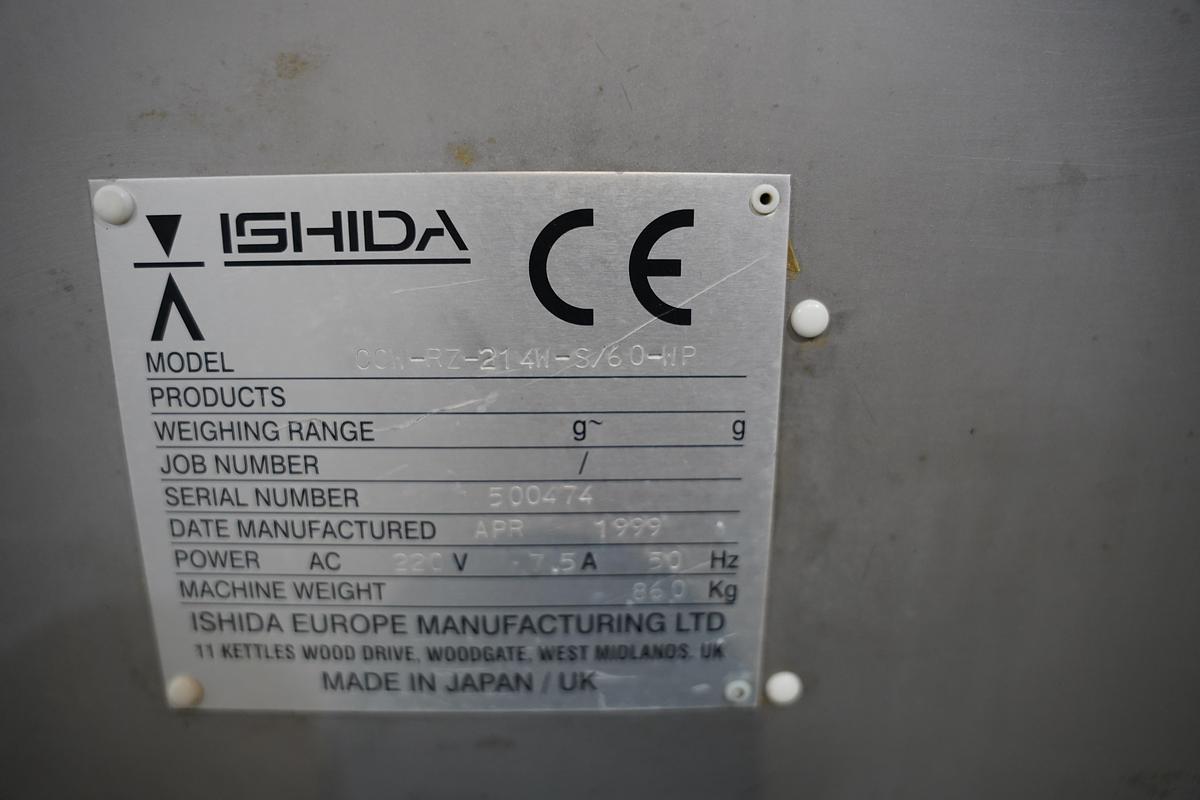 ISHIDA CE
MODEL CCW-RZ-214W-S/60-WP
PRODUCTS
WEIGHING RANGE g~ g
JOB NUMBER /
SERIAL NUMBER 500474
DATE MANUFACTURED APR 1999
POWER AC 220 V 7.5 A 50 Hz
MACHINE WEIGHT 860 Kg
ISHIDA EUROPE MANUFACTURING LTD
11 KETTLES WOOD DRIVE, WOODGATE, WEST MIDLANDS. UK
MADE IN JAPAN / UK